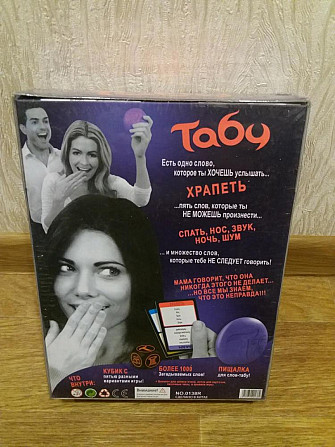 Табу
Есть одно слово,
которое ты ХОЧЕШЬ услышать...
ХРАПЕТЬ
...пять слов, которые ты
НЕ МОЖЕШЬ произнести...
СПАТЬ, НОС, ЗВУК,
НОЧЬ, ШУМ
... и множество слов,
которые тебе НЕ СЛЕДУЕТ говорить!
МАМА ГОВОРИТ, ЧТО ОНА
НИКОГДА ЭТОГО НЕ ДЕЛАЕТ...
...НО ВСЕ МЫ ЗНАЕМ,
ЧТО ЭТО НЕПРАВДА!!!
ЧТО
ВНУТРИ:
КУБИК С
пятью разными
вариантами игры!
БОЛЕЕ 1000
Загадываемых слов!
ПИЩАЛКА
для слов-табу!
Внимание!
NO.0138R